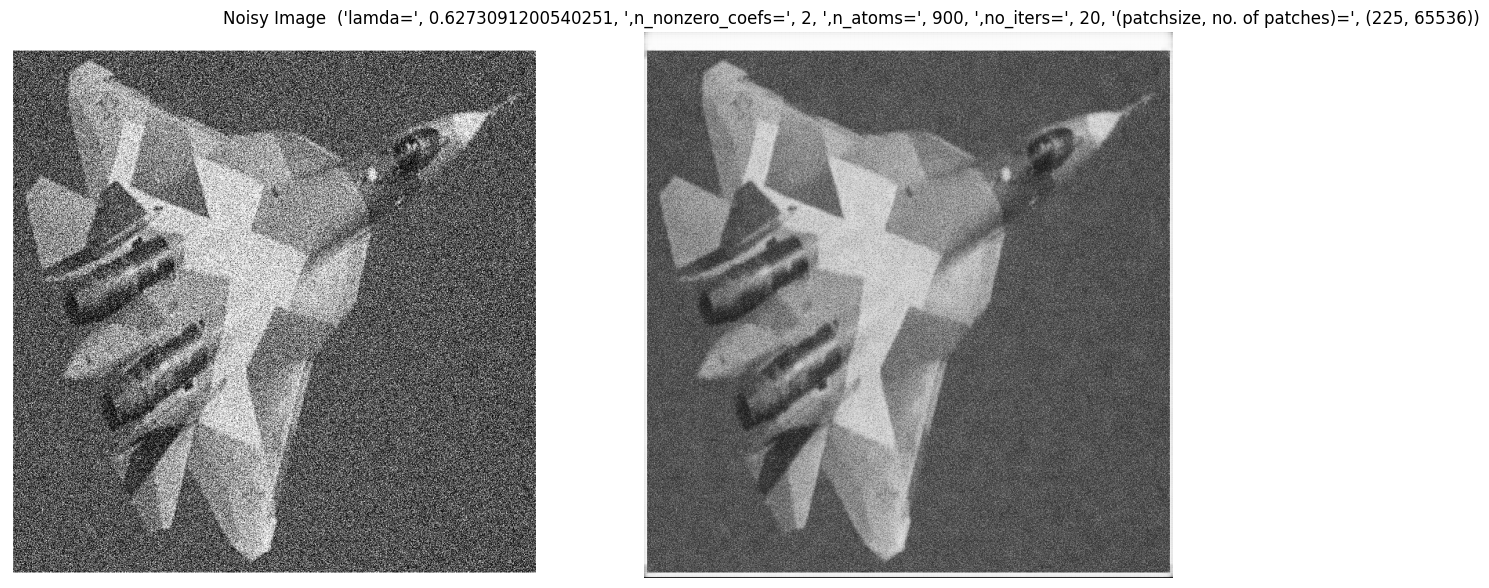 Noisy Image  ('lamda=', 0.6273091200540251, ',n_nonzero_coefs=', 2, ',n_atoms=', 900, ',no_iters=', 20, '(patchsize, no. of patches)=', (225, 65536))